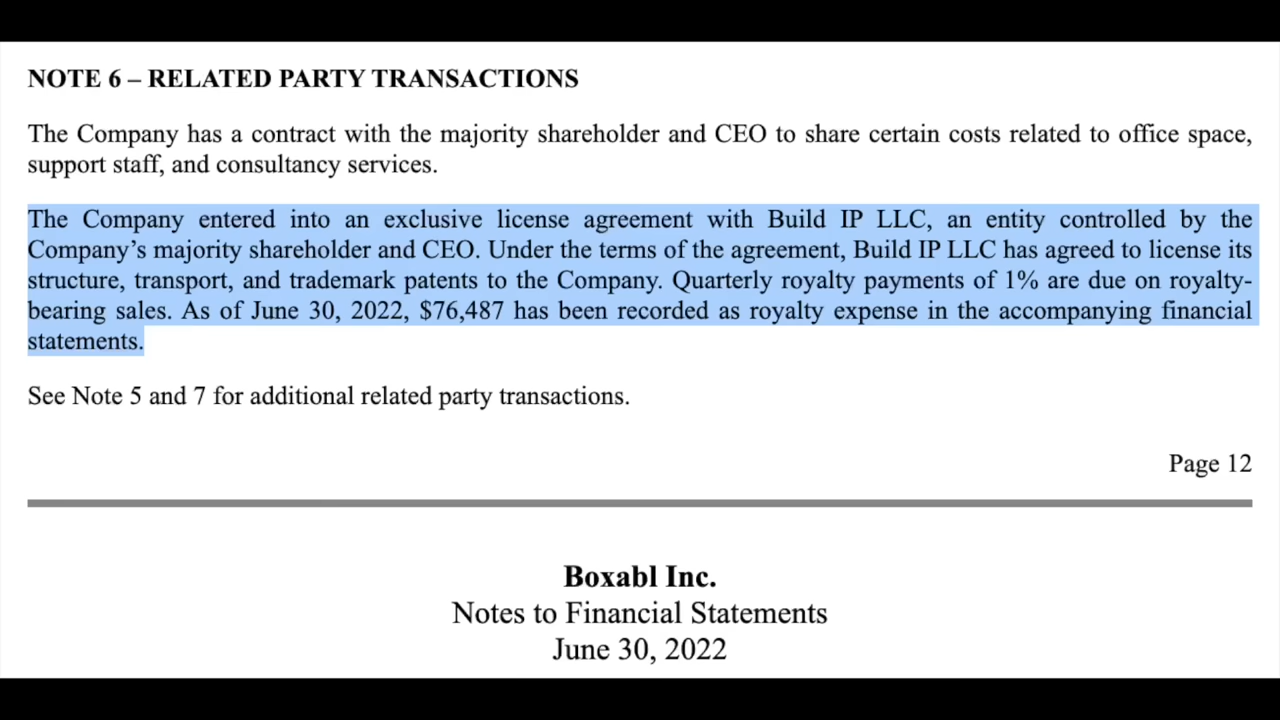 NOTE 6 – RELATED PARTY TRANSACTIONS
The Company has a contract with the majority shareholder and CEO to share certain costs related to office space,
support staff, and consultancy services.
The Company entered into an exclusive license agreement with Build IP LLC, an entity controlled by the
Company’s majority shareholder and CEO. Under the terms of the agreement, Build IP LLC has agreed to license its
structure, transport, and trademark patents to the Company. Quarterly royalty payments of 1% are due on royalty-
bearing sales. As of June 30, 2022, $76,487 has been recorded as royalty expense in the accompanying financial
statements.
See Note 5 and 7 for additional related party transactions.
Page 12
Boxabl Inc.
Notes to Financial Statements
June 30, 2022